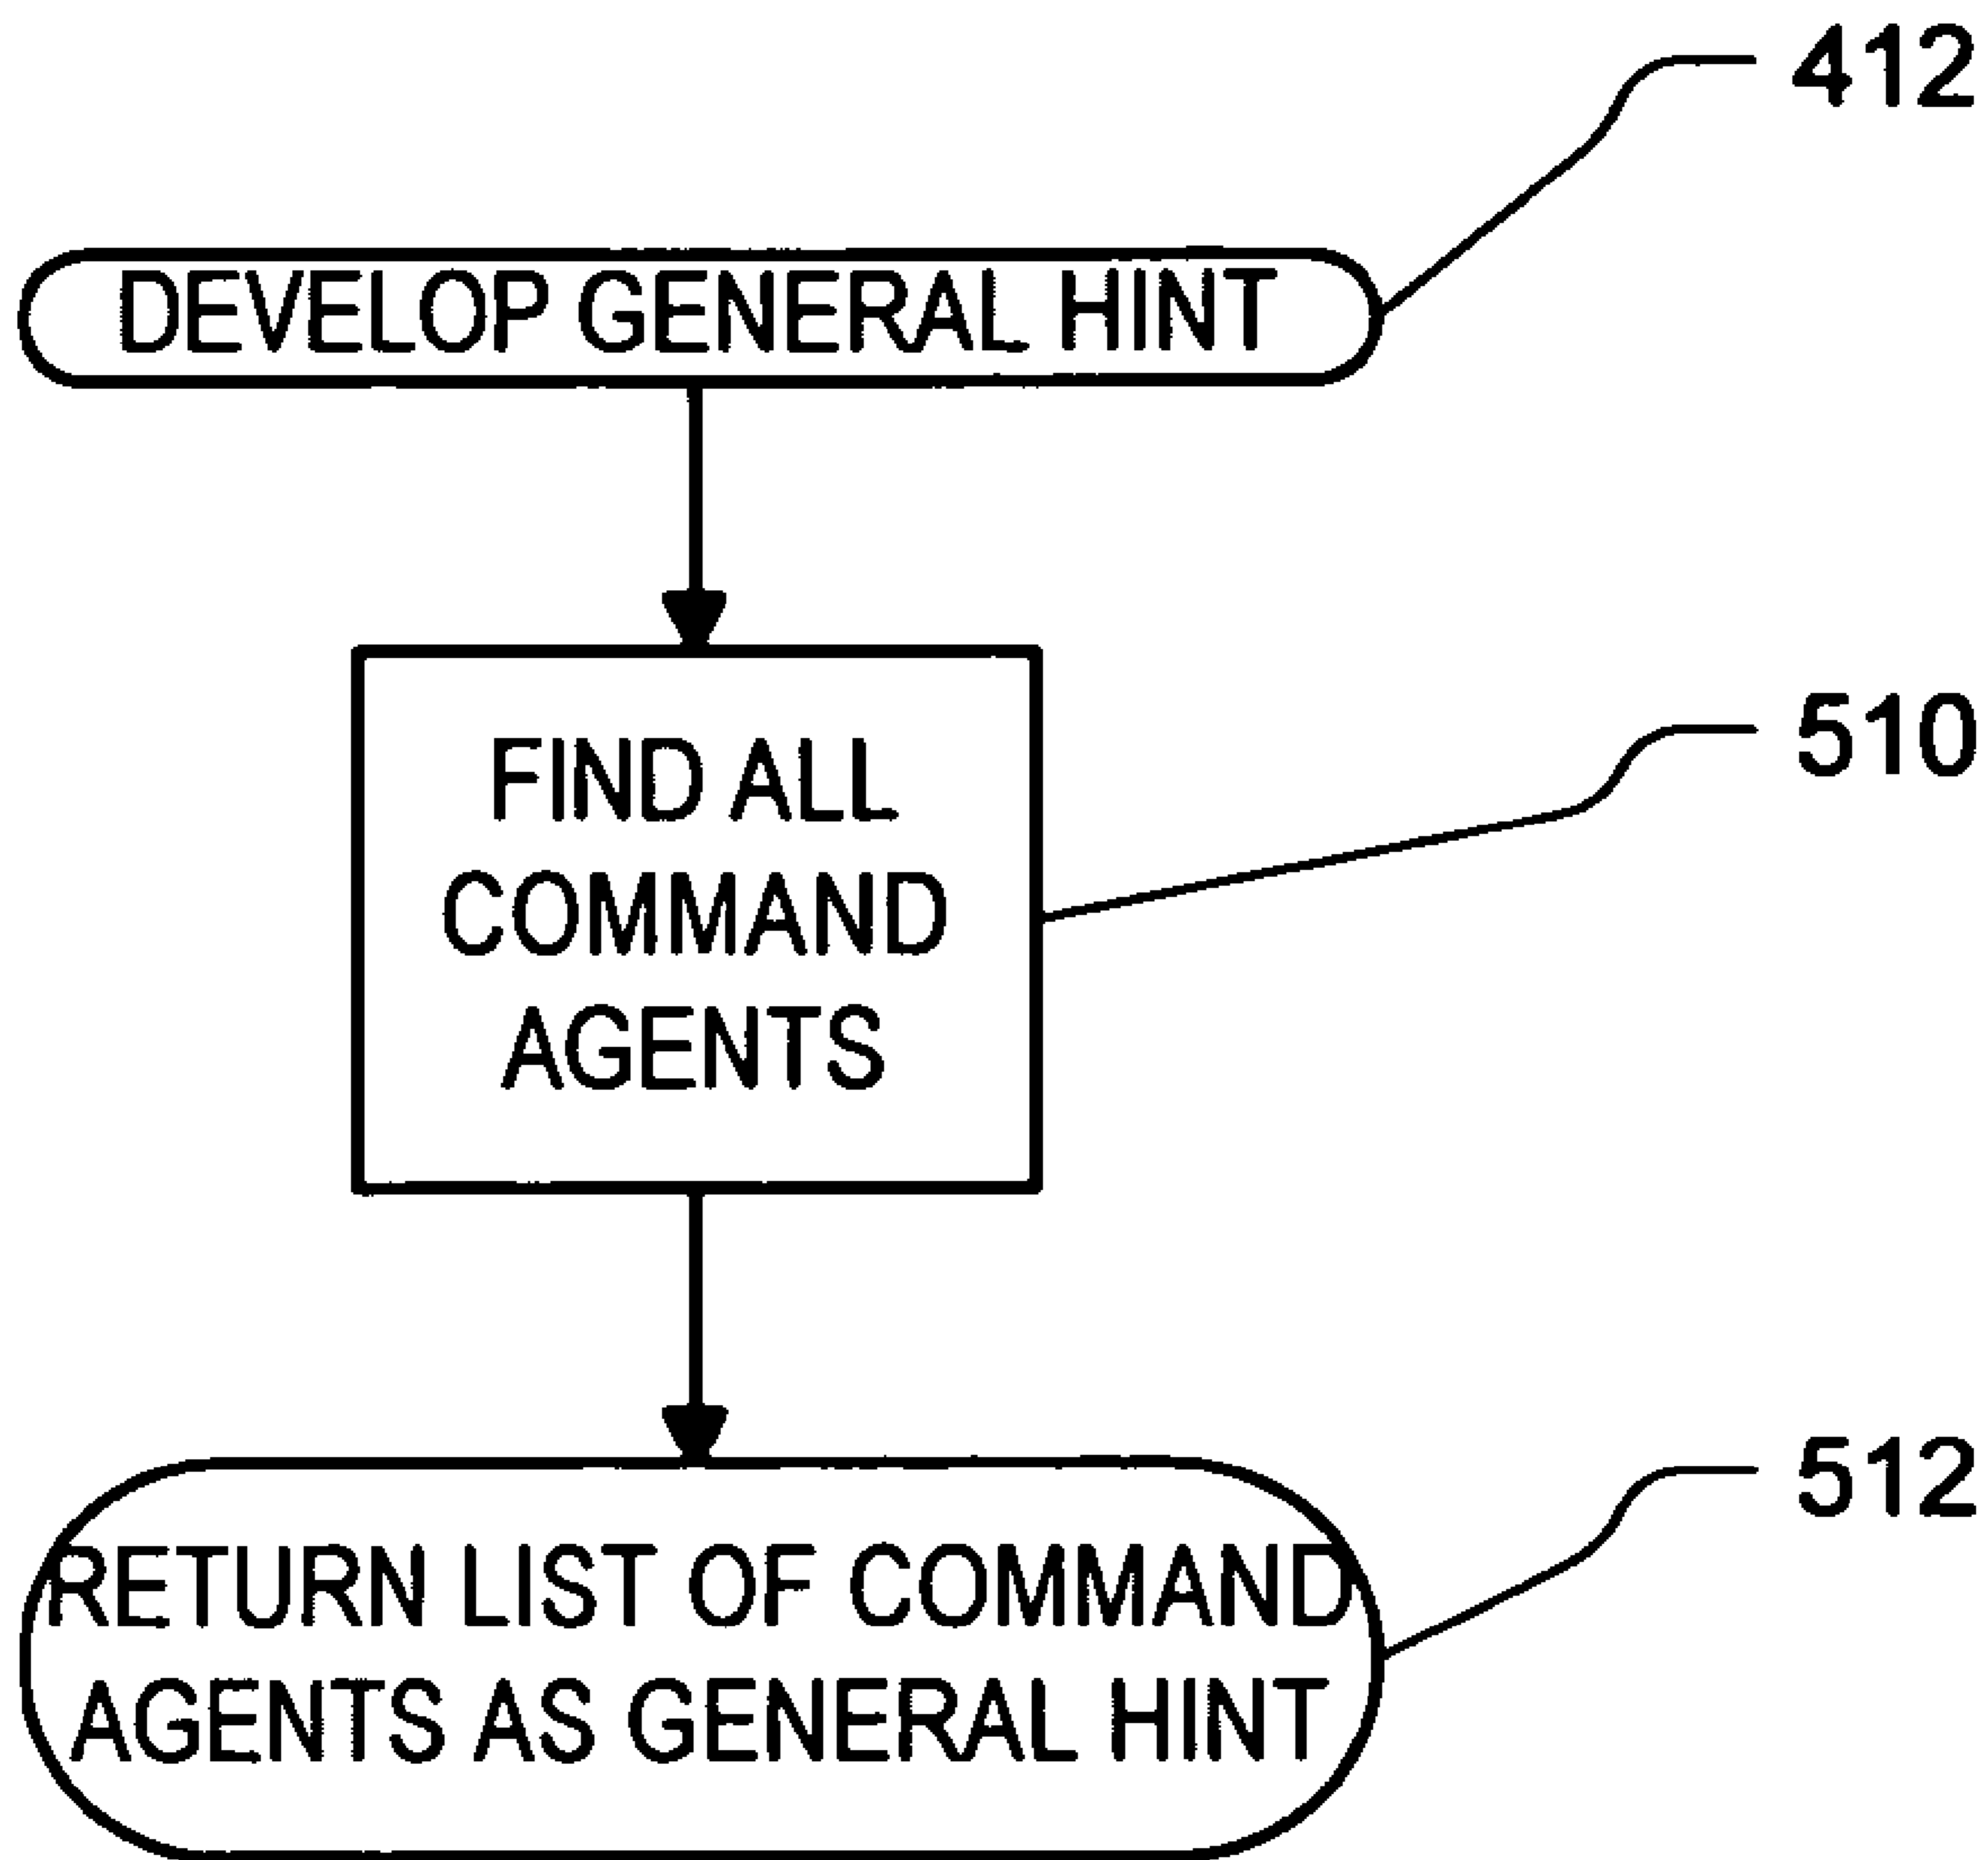 412
DEVELOP GENERAL HINT
510
FIND ALL
COMMAND
AGENTS
512
RETURN LIST OF COMMAND
AGENTS AS GENERAL HINT